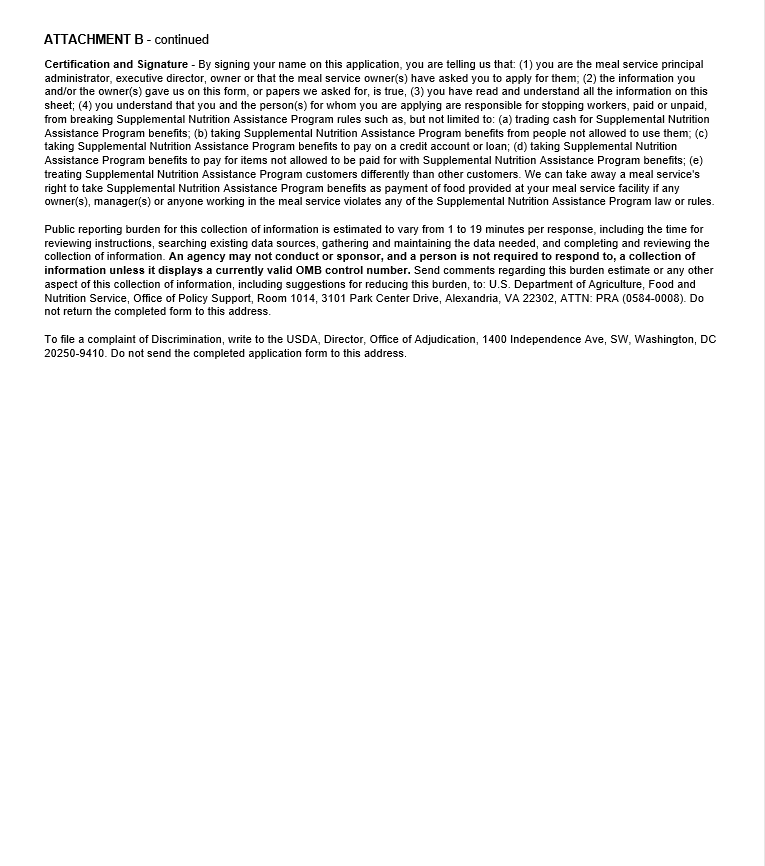 ATTACHMENT B - continued
Certification and Signature - By signing your name on this application, you are telling us that: (1) you are the meal service principal
administrator, executive director, owner or that the meal service owner(s) have asked you to apply for them; (2) the information you
and/or the owner(s) gave us on this form, or papers we asked for, is true, (3) you have read and understand all the information on this
sheet; (4) you understand that you and the person(s) for whom you are applying are responsible for stopping workers, paid or unpaid,
from breaking Supplemental Nutrition Assistance Program rules such as, but not limited to: (a) trading cash for Supplemental Nutrition
Assistance Program benefits; (b) taking Supplemental Nutrition Assistance Program benefits from people not allowed to use them; (c)
taking Supplemental Nutrition Assistance Program benefits to pay on a credit account or loan; (d) taking Supplemental Nutrition
Assistance Program benefits to pay for items not allowed to be paid for with Supplemental Nutrition Assistance Program benefits; (e)
treating Supplemental Nutrition Assistance Program customers differently than other customers. We can take away a meal service's
right to take Supplemental Nutrition Assistance Program benefits as payment of food provided at your meal service facility if any
owner(s), manager(s) or anyone working in the meal service violates any of the Supplemental Nutrition Assistance Program law or rules.
Public reporting burden for this collection of information is estimated to vary from 1 to 19 minutes per response, including the time for
reviewing instructions, searching existing data sources, gathering and maintaining the data needed, and completing and reviewing the
collection of information. An agency may not conduct or sponsor, and a person is not required to respond to, a collection of
information unless it displays a currently valid OMB control number. Send comments regarding this burden estimate or any other
aspect of this collection of information, including suggestions for reducing this burden, to: U.S. Department of Agriculture, Food and
Nutrition Service, Office of Policy Support, Room 1014, 3101 Park Center Drive, Alexandria, VA 22302, ATTN: PRA (0584-0008). Do
not return the completed form to this address.
To file a complaint of Discrimination, write to the USDA, Director, Office of Adjudication, 1400 Independence Ave, SW, Washington, DC
20250-9410. Do not send the completed application form to this address.